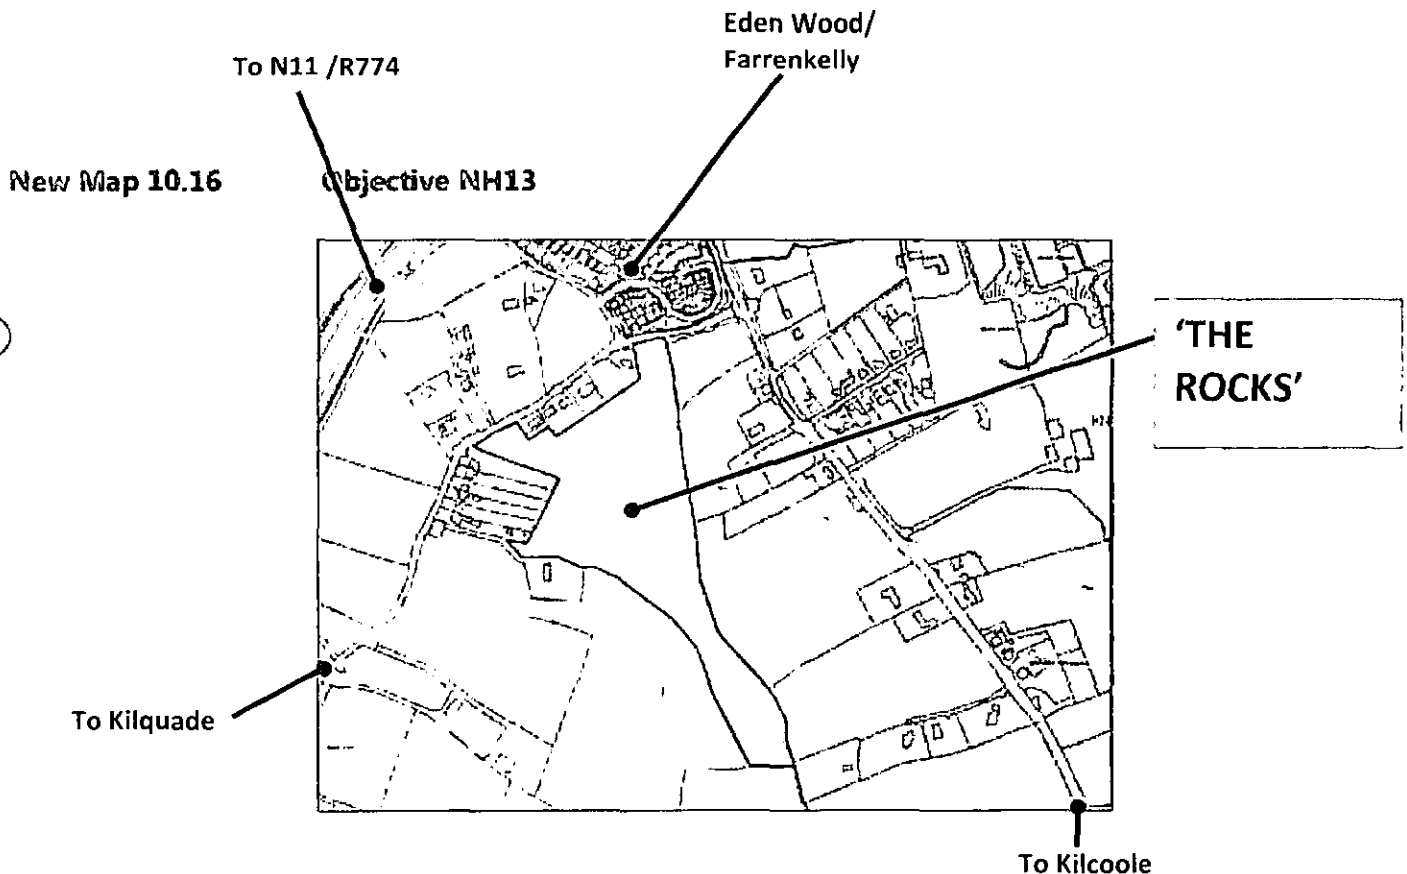 Eden Wood/
Farrenkelly
To N11 /R774
New Map 10.16 Objective NH13
‘THE
ROCKS’
To Kilquade
To Kilcoole